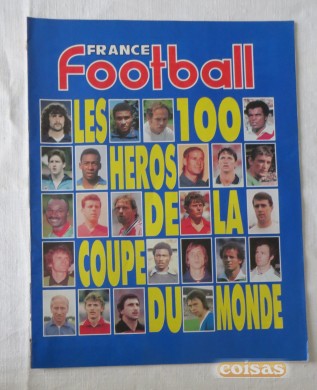 FRANCE
Football
LES 100
HEROS
DE LA
COUPE
DU MONDE
coisas